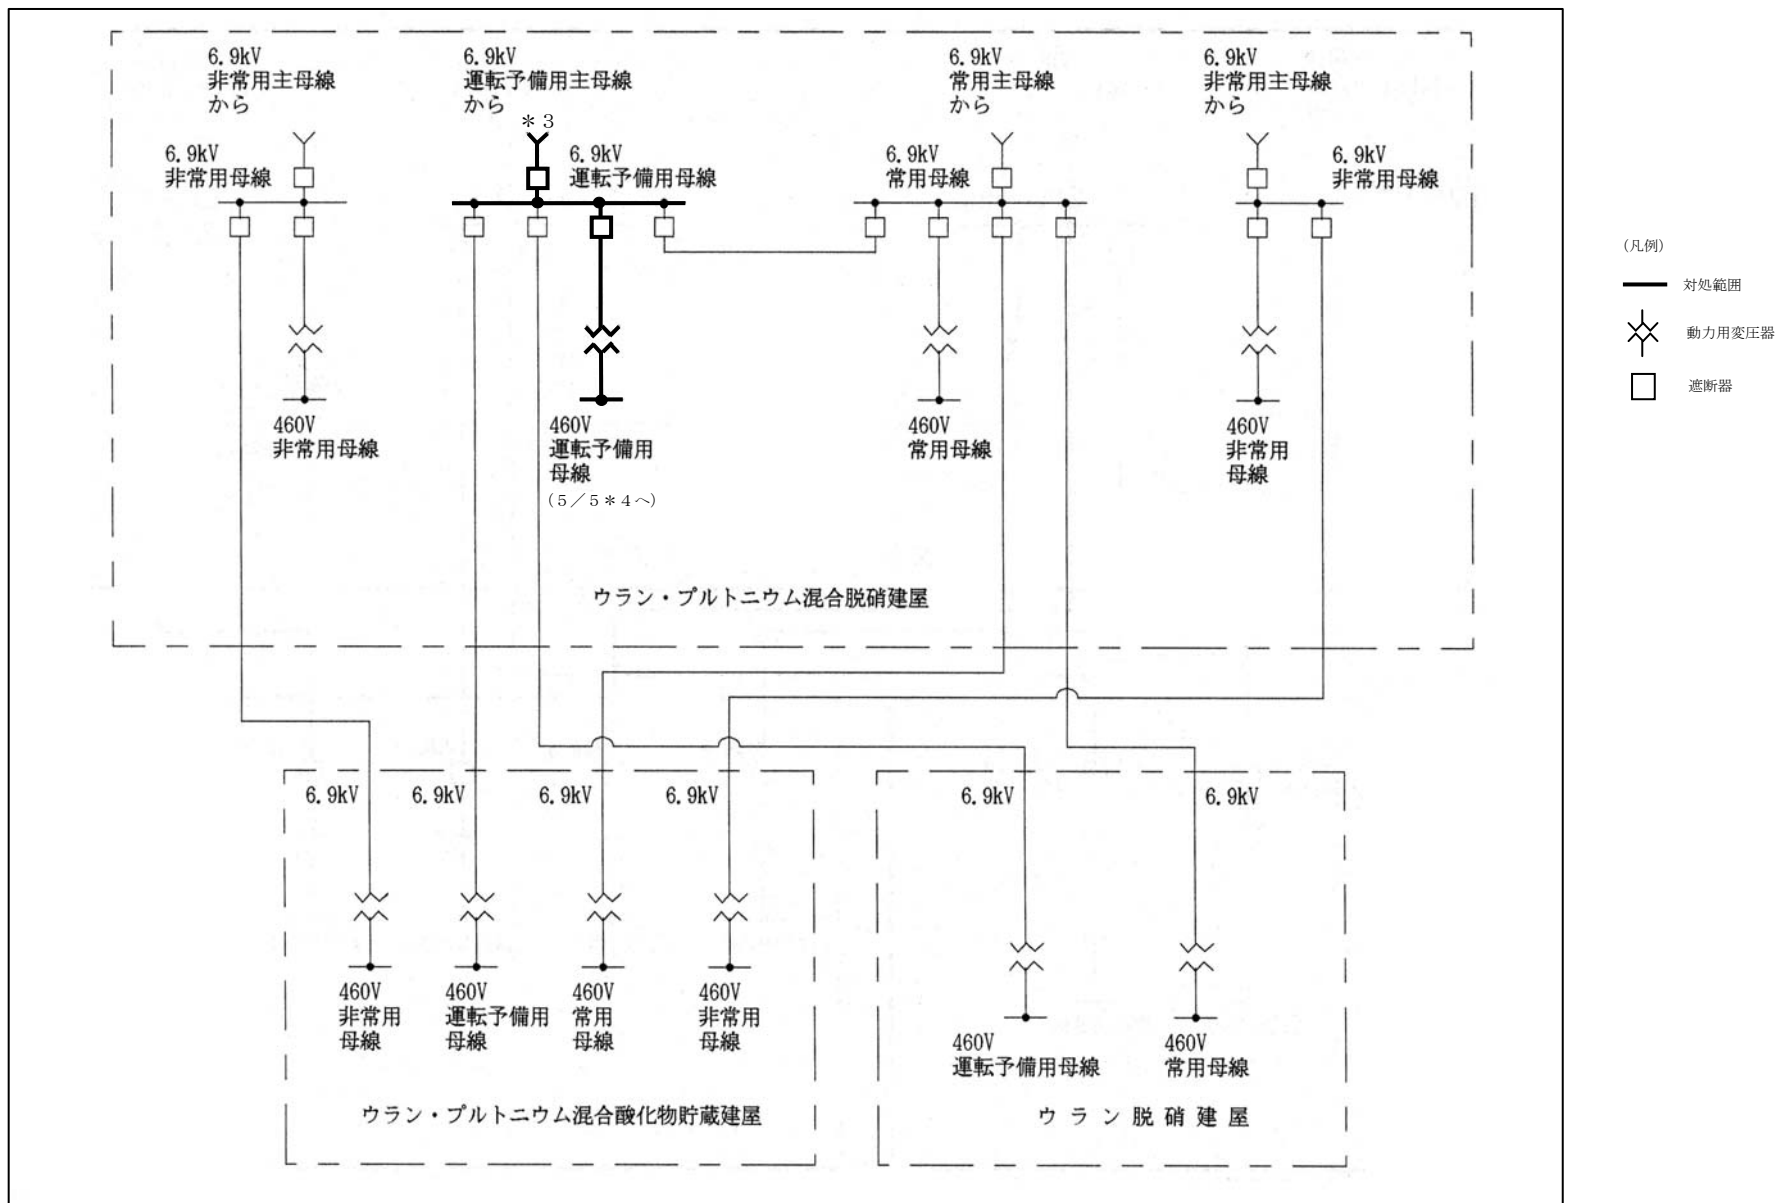 6.9kV
非常用主母線
から
6.9kV
運転予備用主母線
から
＊３
6.9kV
常用主母線
から
6.9kV
非常用主母線
から
6.9kV
非常用母線
6.9kV
運転予備用母線
6.9kV
常用母線
6.9kV
非常用母線
460V
非常用母線
460V
運転予備用
母線
（５／５＊４へ）
460V
常用母線
460V
非常用
母線
ウラン・プルトニウム混合脱硝建屋
6.9kV
6.9kV
6.9kV
6.9kV
6.9kV
6.9kV
460V
非常用
母線
460V
運転予備用
母線
460V
常用
母線
460V
非常用
母線
460V
運転予備用母線
460V
常用母線
ウラン・プルトニウム混合酸化物貯蔵建屋
ウラン脱硝建屋
（凡例）
対処範囲
動力用変圧器
遮断器